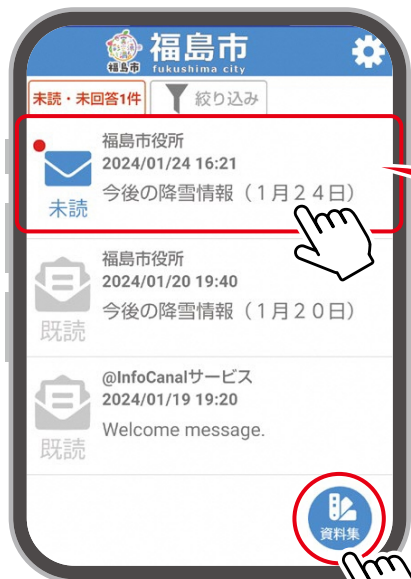 福島市
福島市
fukushima city
未読・未回答1件
絞り込み
福島市役所
2024/01/24 16:21
今後の降雪情報（1月24日）
未読
福島市役所
2024/01/20 19:40
今後の降雪情報（1月20日）
既読
@InfoCanalサービス
2024/01/19 19:20
Welcome message.
既読
資料集